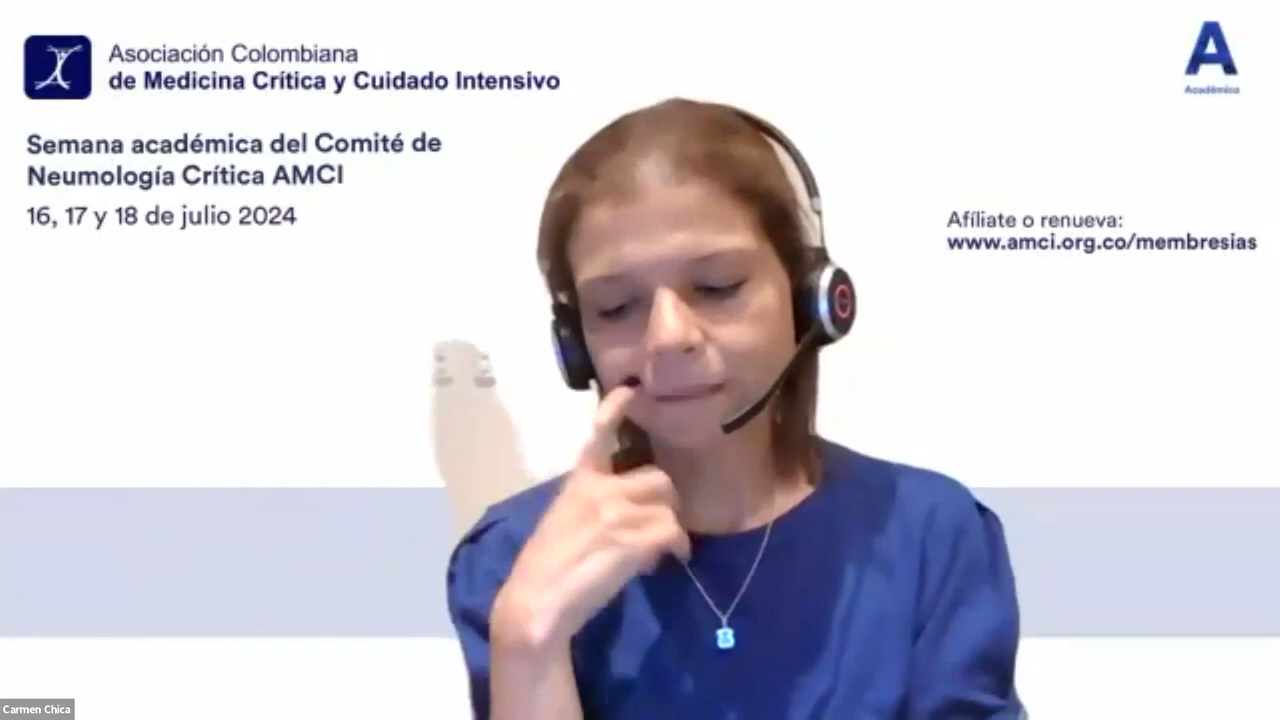 Asociación Colombiana
de Medicina Crítica y Cuidado Intensivo
A
Académico
Semana académica del Comité de
Neumología Crítica AMCI
16, 17 y 18 de julio 2024
Afíliate o renueva:
www.amci.org.co/membresias
Carmen Chica